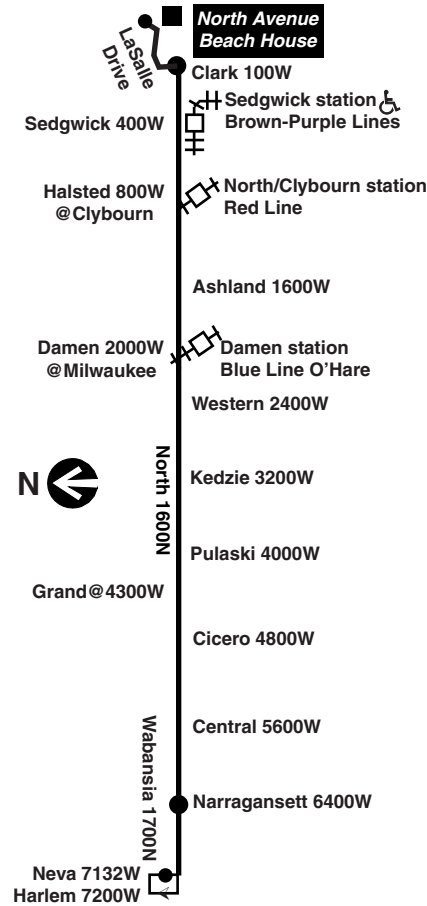 North Avenue
Beach House
LaSalle
Drive
Clark 100W
Sedgwick station
Brown-Purple Lines
Sedgwick 400W
Halsted 800W
@Clybourn
North/Clybourn station
Red Line
Ashland 1600W
Damen 2000W
@Milwaukee
Damen station
Blue Line O'Hare
Western 2400W
North 1600N
N
Kedzie 3200W
Pulaski 4000W
Grand@4300W
Cicero 4800W
Central 5600W
Wabansia 1700N
Narragansett 6400W
Neva 7132W
Harlem 7200W